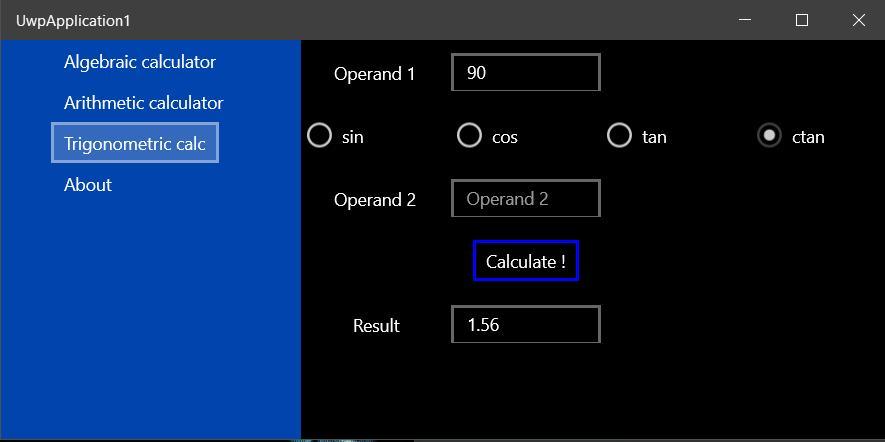 UwpApplication1
Algebraic calculator
Arithmetic calculator
Trigonometric calc
About
Operand 1 90
sin cos tan ctan
Operand 2 Operand 2
Calculate !
Result 1.56